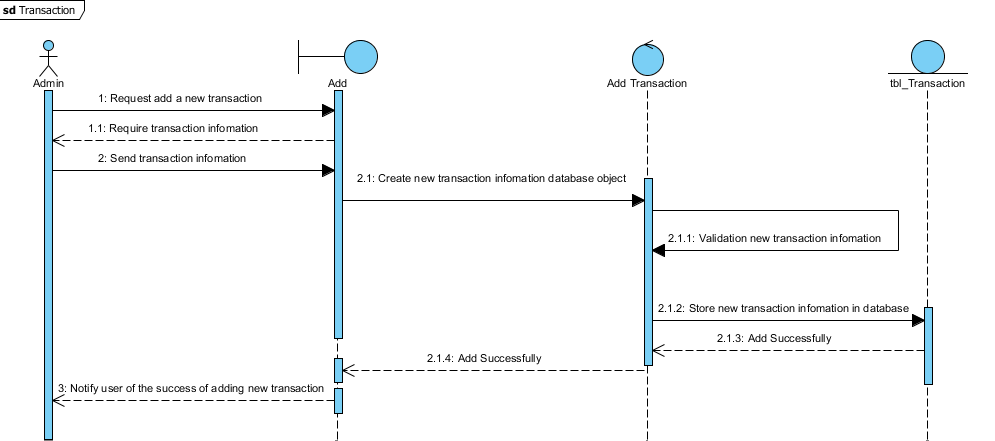 sd Transaction
Admin
Add
Add Transaction
tbl_Transaction
1: Request add a new transaction
1.1: Require transaction infomation
2: Send transaction infomation
2.1: Create new transaction infomation database object
2.1.1: Validation new transaction infomation
2.1.2: Store new transaction infomation in database
2.1.3: Add Successfully
2.1.4: Add Successfully
3: Notify user of the success of adding new transaction